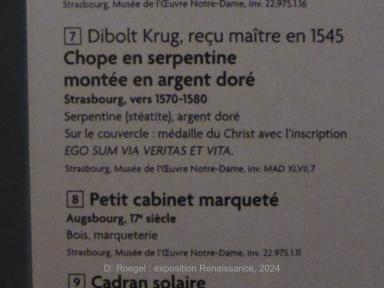 Strasbourg, Musée de l'Œuvre Notre-Dame, inv. 22.975.1.16
7 Dibolt Krug, reçu maître en 1545
Chope en serpentine
montée en argent doré
Strasbourg, vers 1570-1580
Serpentine (stéatite), argent doré
Sur le couvercle : médaille du Christ avec l'inscription
EGO SUM VIA VERITAS ET VITA.
Strasbourg, Musée de l'Œuvre Notre-Dame, inv. MAD XLVII.7
8 Petit cabinet marqueté
Augsbourg, 17e siècle
Bois, marqueterie
Strasbourg, Musée de l'Œuvre Notre-Dame, inv. 22.975.1.11
D. Roegel : exposition Renaissance, 2024
9 Cadran solaire